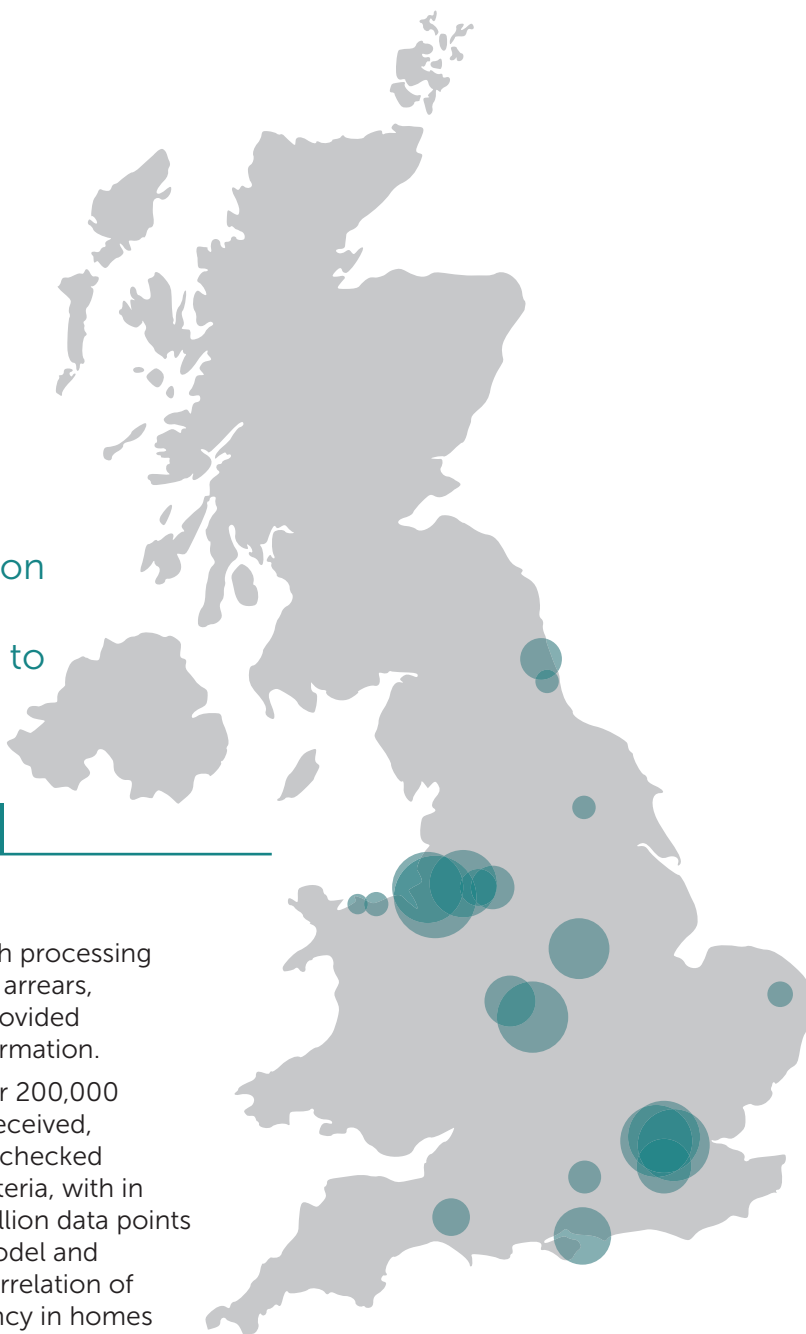 on
to
h processing
arrears,
ovided
ormation.
r 200,000
eceived,
checked
teria, with in
llion data points
odel and
rrelation of
ncy in homes